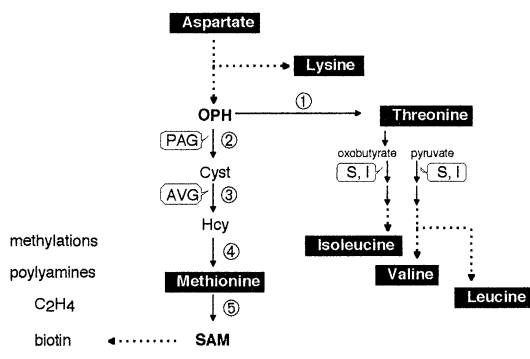 Aspartate
Lysine
①
OPH
Threonine
PAG ②
oxobutyrate pyruvate
Cyst
S, I S, I
AVG ③
Hcy
methylations
④
Isoleucine
poylyamines
Methionine
Valine
C2H4
⑤
Leucine
biotin
SAM